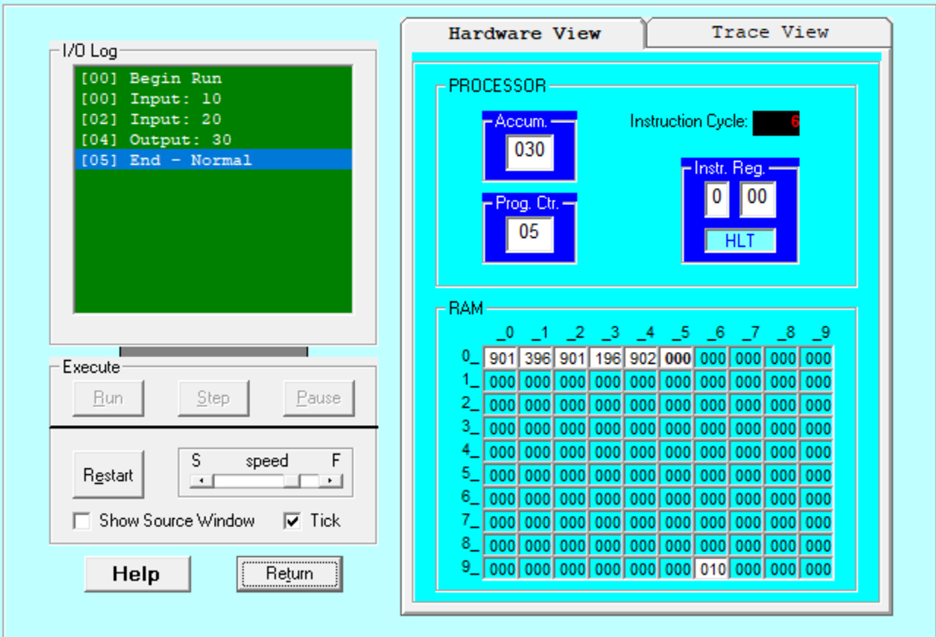 Hardware View
Trace View
I/O Log
[00] Begin Run
[00] Input: 10
[02] Input: 20
[04] Output: 30
[05] End - Normal
Execute
Run Step Pause
Restart
S speed F
Show Source Window Tick
Help Return
PROCESSOR
Accum.
030
Instruction Cycle: 6
Prog. Ctr.
05
Instr. Reg.
0 00
HLT
RAM
_0 _1 _2 _3 _4 _5 _6 _7 _8 _9
0_ 901 396 901 196 902 000 000 000 000 000
1_ 000 000 000 000 000 000 000 000 000 000
2_ 000 000 000 000 000 000 000 000 000 000
3_ 000 000 000 000 000 000 000 000 000 000
4_ 000 000 000 000 000 000 000 000 000 000
5_ 000 000 000 000 000 000 000 000 000 000
6_ 000 000 000 000 000 000 000 000 000 000
7_ 000 000 000 000 000 000 000 000 000 000
8_ 000 000 000 000 000 000 000 000 000 000
9_ 000 000 000 000 000 000 010 000 000 000